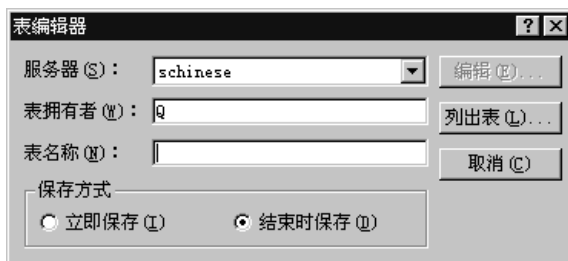 表编辑器
服务器(S)： schinese 编辑(E)...
表拥有者(W)： Q 列出表(L)...
表名称(N)： 取消(C)
保存方式
立即保存(I) 结束时保存(D)